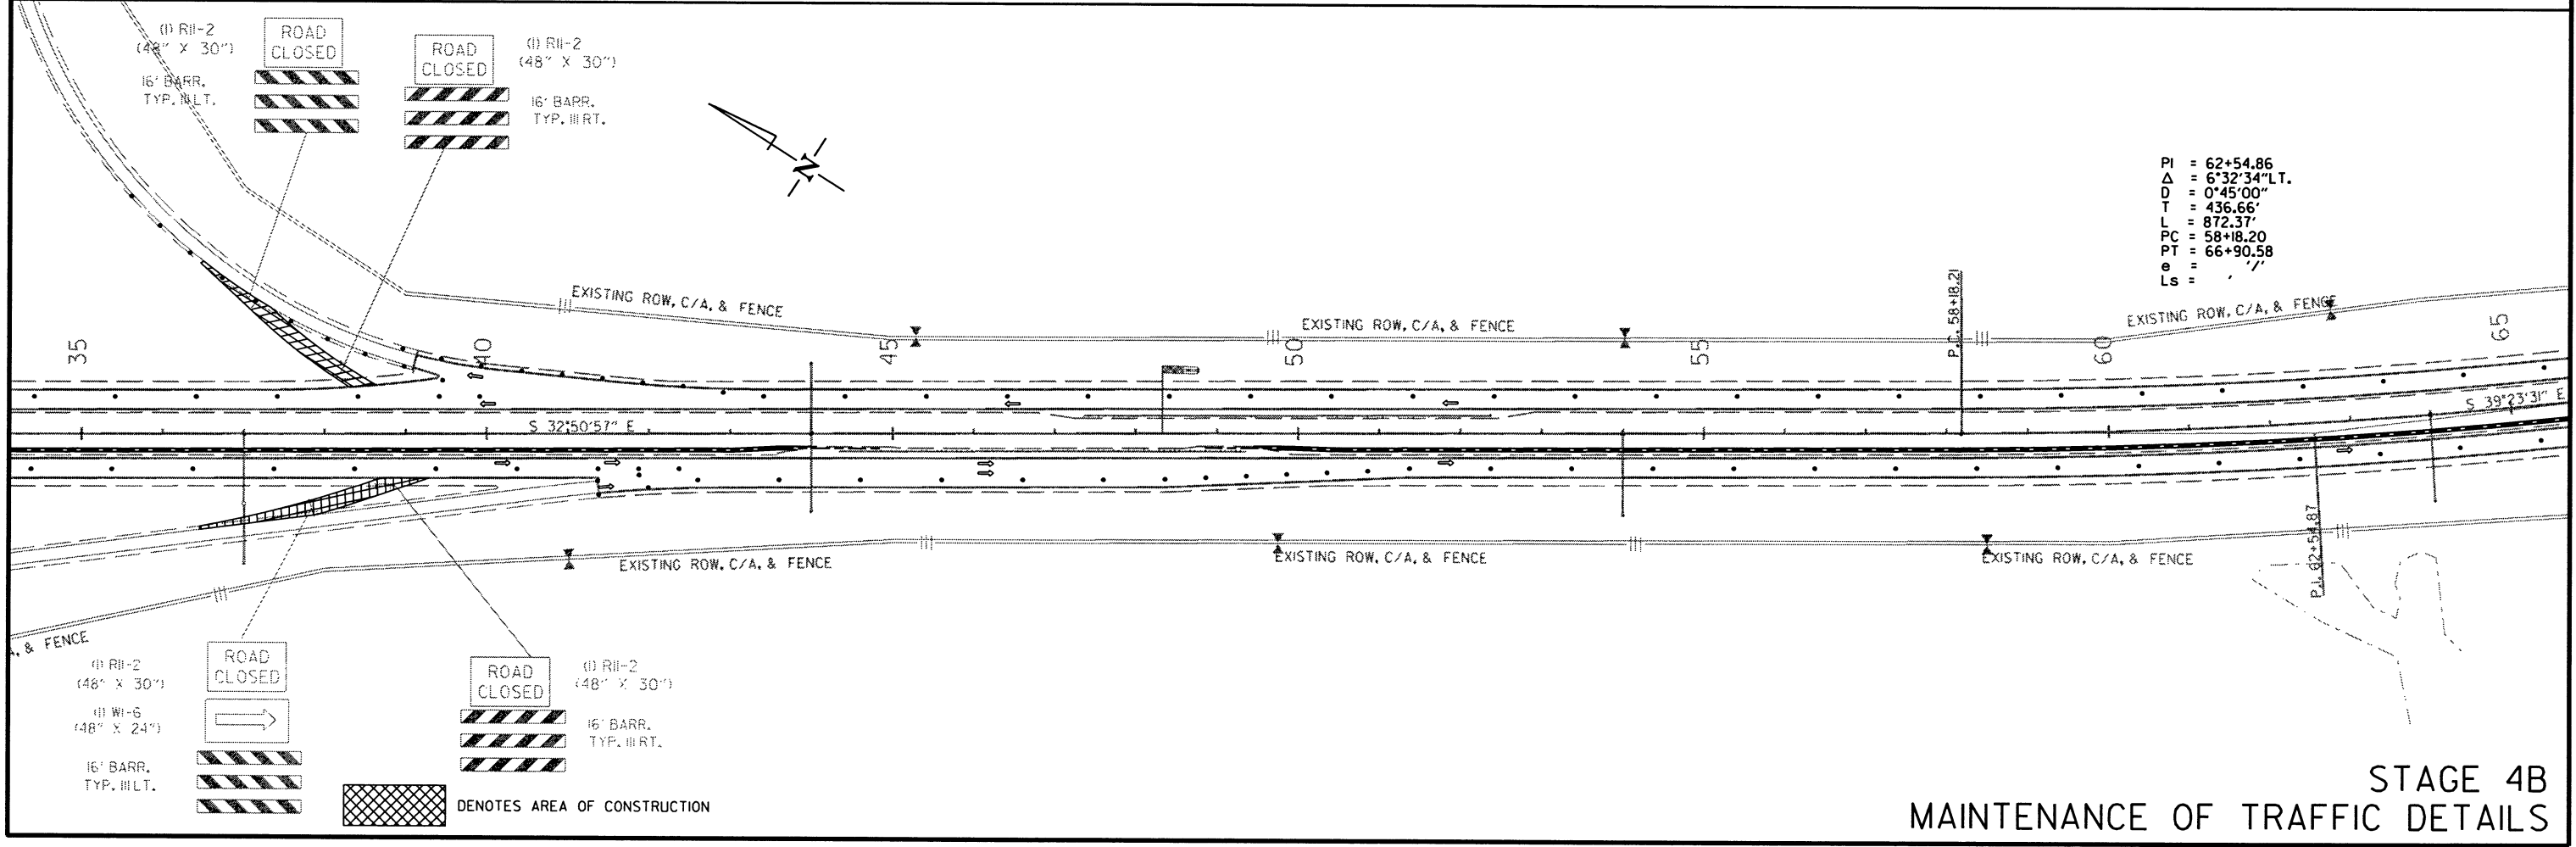 (1) R11-2
(48" X 30")
ROAD
CLOSED
16' BARR.
TYP. III LT.
ROAD
CLOSED
(1) R11-2
(48" X 30")
16' BARR.
TYP. III RT.
N
PI = 62+54.86
Δ = 6°32'34"LT.
D = 0°45'00"
T = 436.66'
L = 872.37'
PC = 58+18.20
PT = 66+90.58
e = '/'
Ls = '
EXISTING ROW, C/A, & FENCE
EXISTING ROW, C/A, & FENCE
EXISTING ROW, C/A, & FENCE
P.C. 58+18.21
35
40
45
50
55
60
65
S 32°50'57" E
S 39°23'31" E
P.I. 62+54.87
EXISTING ROW, C/A, & FENCE
EXISTING ROW, C/A, & FENCE
EXISTING ROW, C/A, & FENCE
A, & FENCE
(1) R11-2
(48" X 30")
ROAD
CLOSED
(1) W1-6
(48" X 24")
16' BARR.
TYP. III LT.
ROAD
CLOSED
(1) R11-2
(48" X 30")
16' BARR.
TYP. III RT.
DENOTES AREA OF CONSTRUCTION
STAGE 4B
MAINTENANCE OF TRAFFIC DETAILS